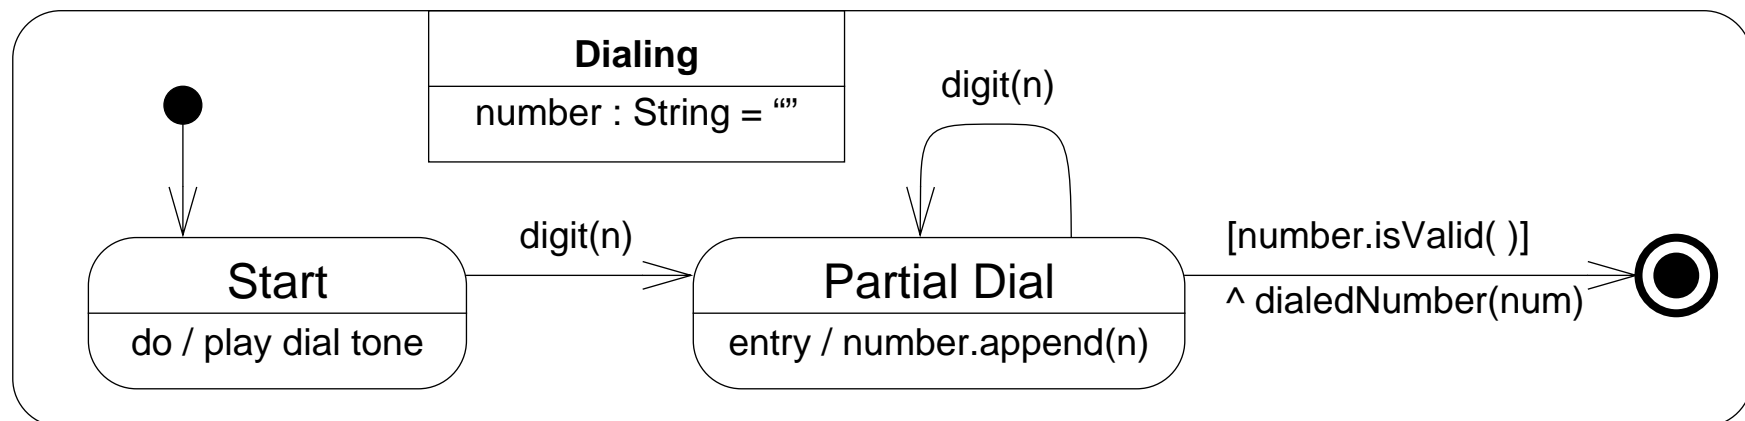 Dialing
number : String = “”
digit(n)
digit(n)
[number.isValid( )]
^ dialedNumber(num)
Start
do / play dial tone
Partial Dial
entry / number.append(n)